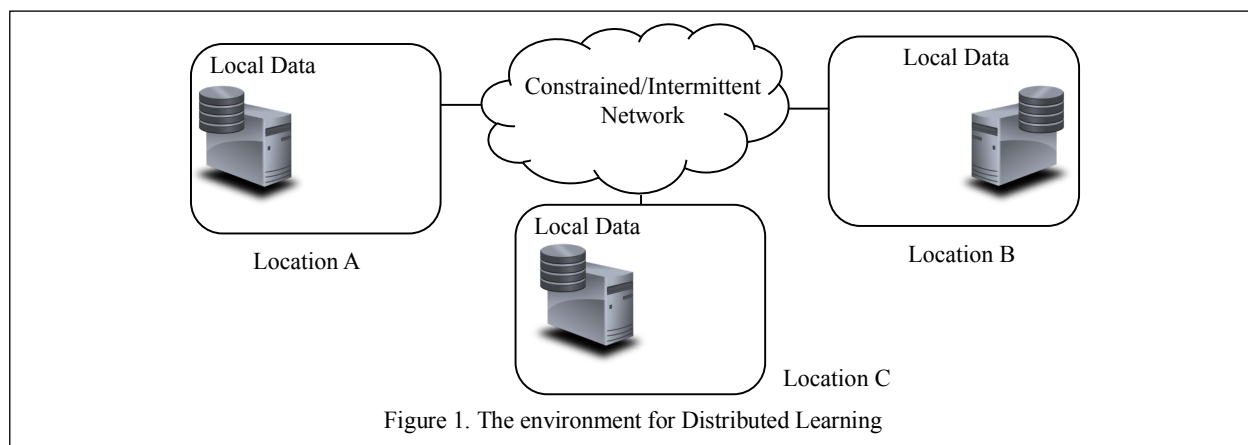 Local Data
Constrained/Intermittent
Network
Local Data
Local Data
Location A
Location B
Location C
Figure 1. The environment for Distributed Learning